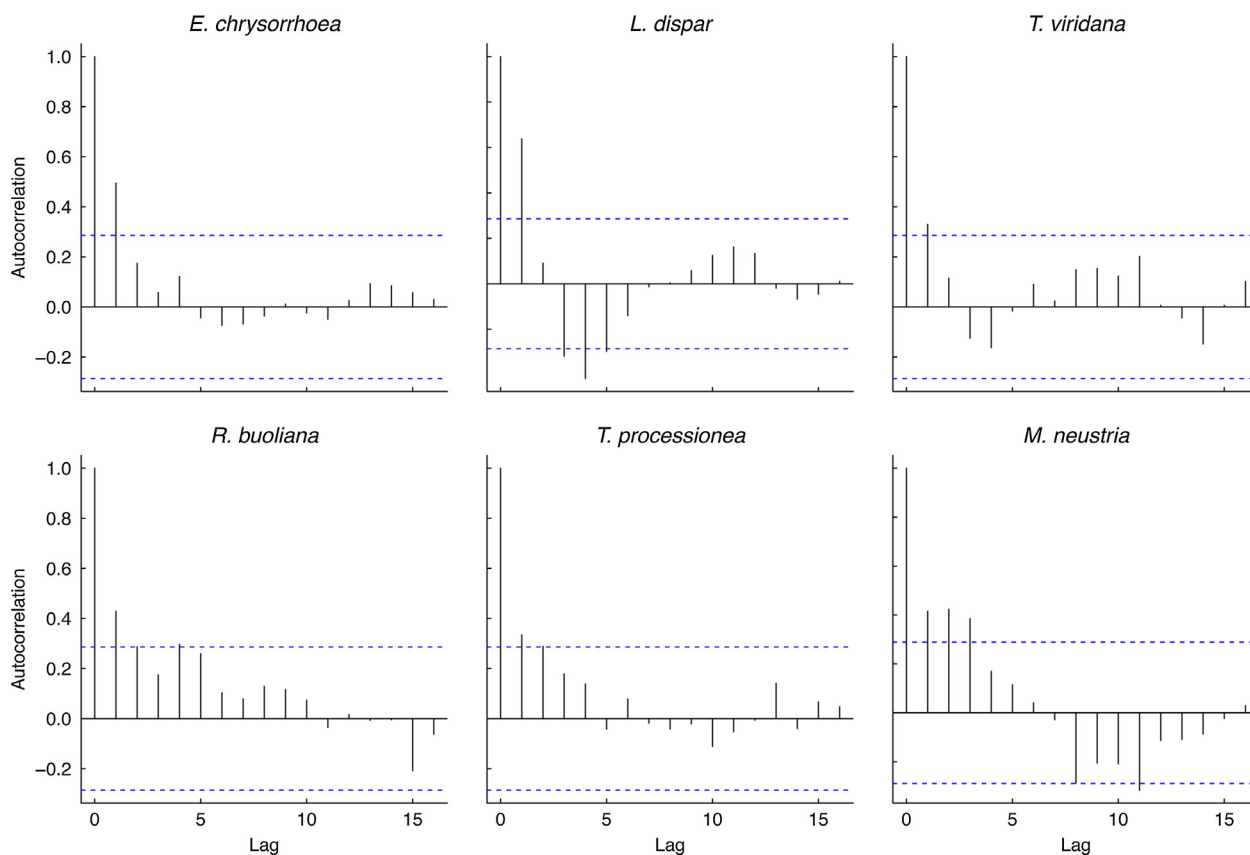 E. chrysorrhoea
L. dispar
T. viridana
Autocorrelation
1.0
0.8
0.6
0.4
0.2
0.0
–0.2
R. buoliana
T. processionea
M. neustria
Autocorrelation
1.0
0.8
0.6
0.4
0.2
0.0
–0.2
0 5 10 15
0 5 10 15
0 5 10 15
Lag
Lag
Lag